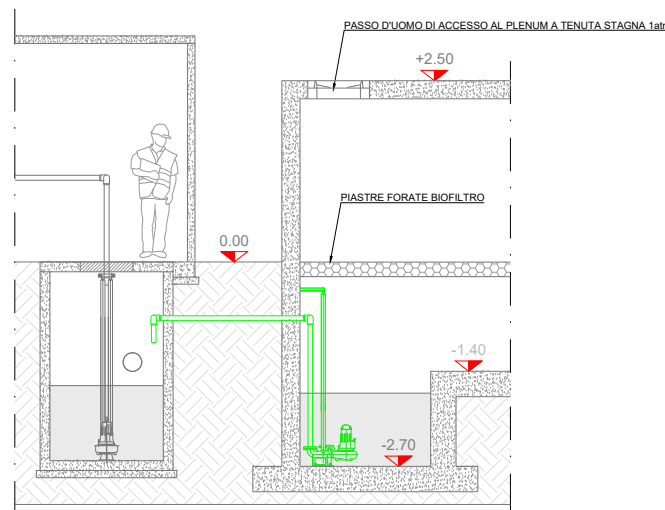 PASSO D'UOMO DI ACCESSO AL PLENUM A TENUTA STAGNA 1atm
+2.50
PIASTRE FORATE BIOFILTRO
0.00
-1.40
-2.70